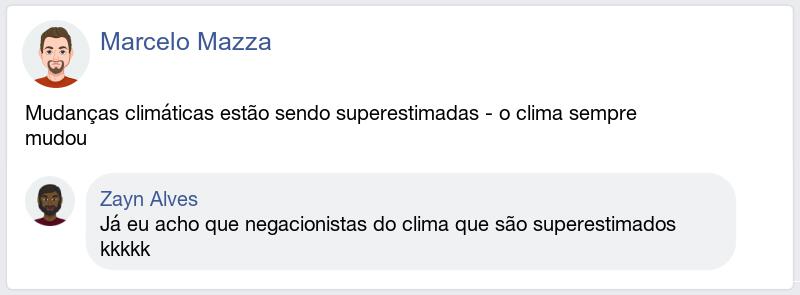 Marcelo Mazza
Mudanças climáticas estão sendo superestimadas - o clima sempre
mudou
Zayn Alves
Já eu acho que negacionistas do clima que são superestimados
kkkkk